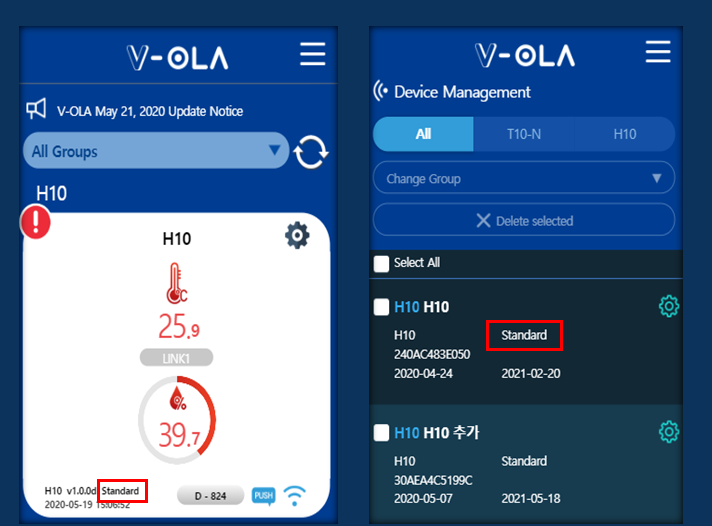 V-OLA
V-OLA May 21, 2020 Update Notice
All Groups
H10
H10
°C
25.9
LINK1
%
39.7
H10 v1.0.0d Standard
2020-05-19 15:06:52
D - 824
PUSH
V-OLA
Device Management
All T10-N H10
Change Group
Delete selected
Select All
H10 H10
H10 Standard
240AC483E050
2020-04-24 2021-02-20
H10 H10 추가
H10 Standard
30AEA4C5199C
2020-05-07 2021-05-18